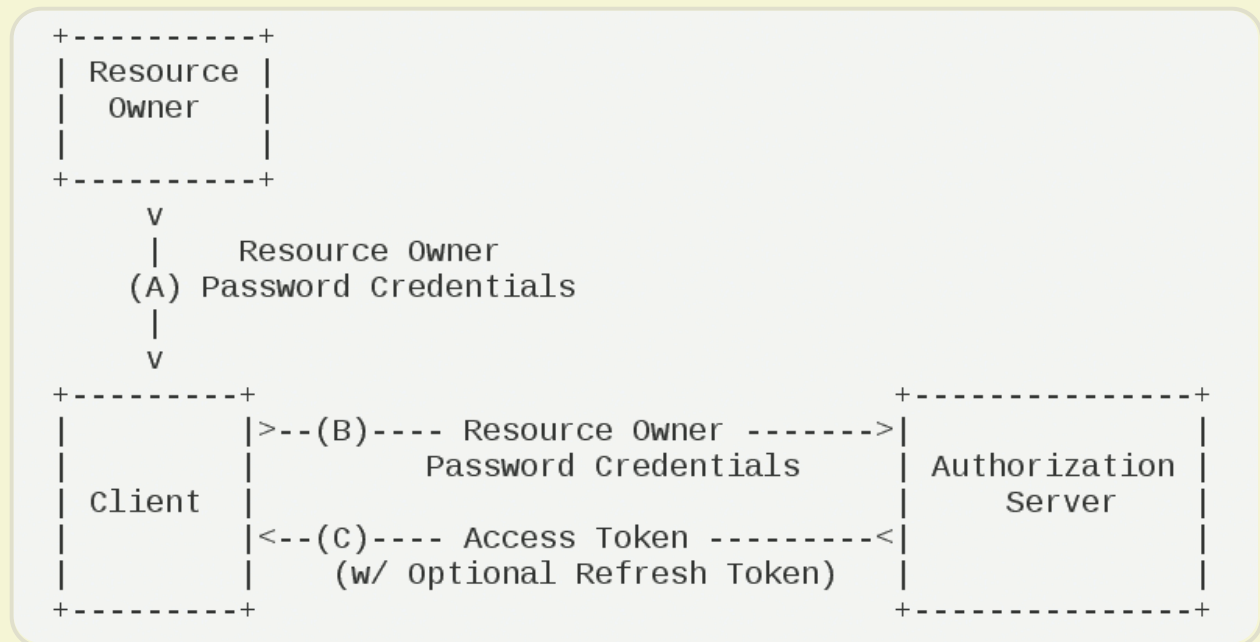 +----------+
| Resource |
|  Owner   |
|          |
+----------+
     v
     |    Resource Owner
    (A) Password Credentials
     |
     v
+---------+                                  +---------------+
|         |>--(B)---- Resource Owner ------->|               |
|         |         Password Credentials     | Authorization |
| Client  |                                  |     Server    |
|         |<--(C)---- Access Token ---------<|               |
|         |    (w/ Optional Refresh Token)   |               |
+---------+                                  +---------------+